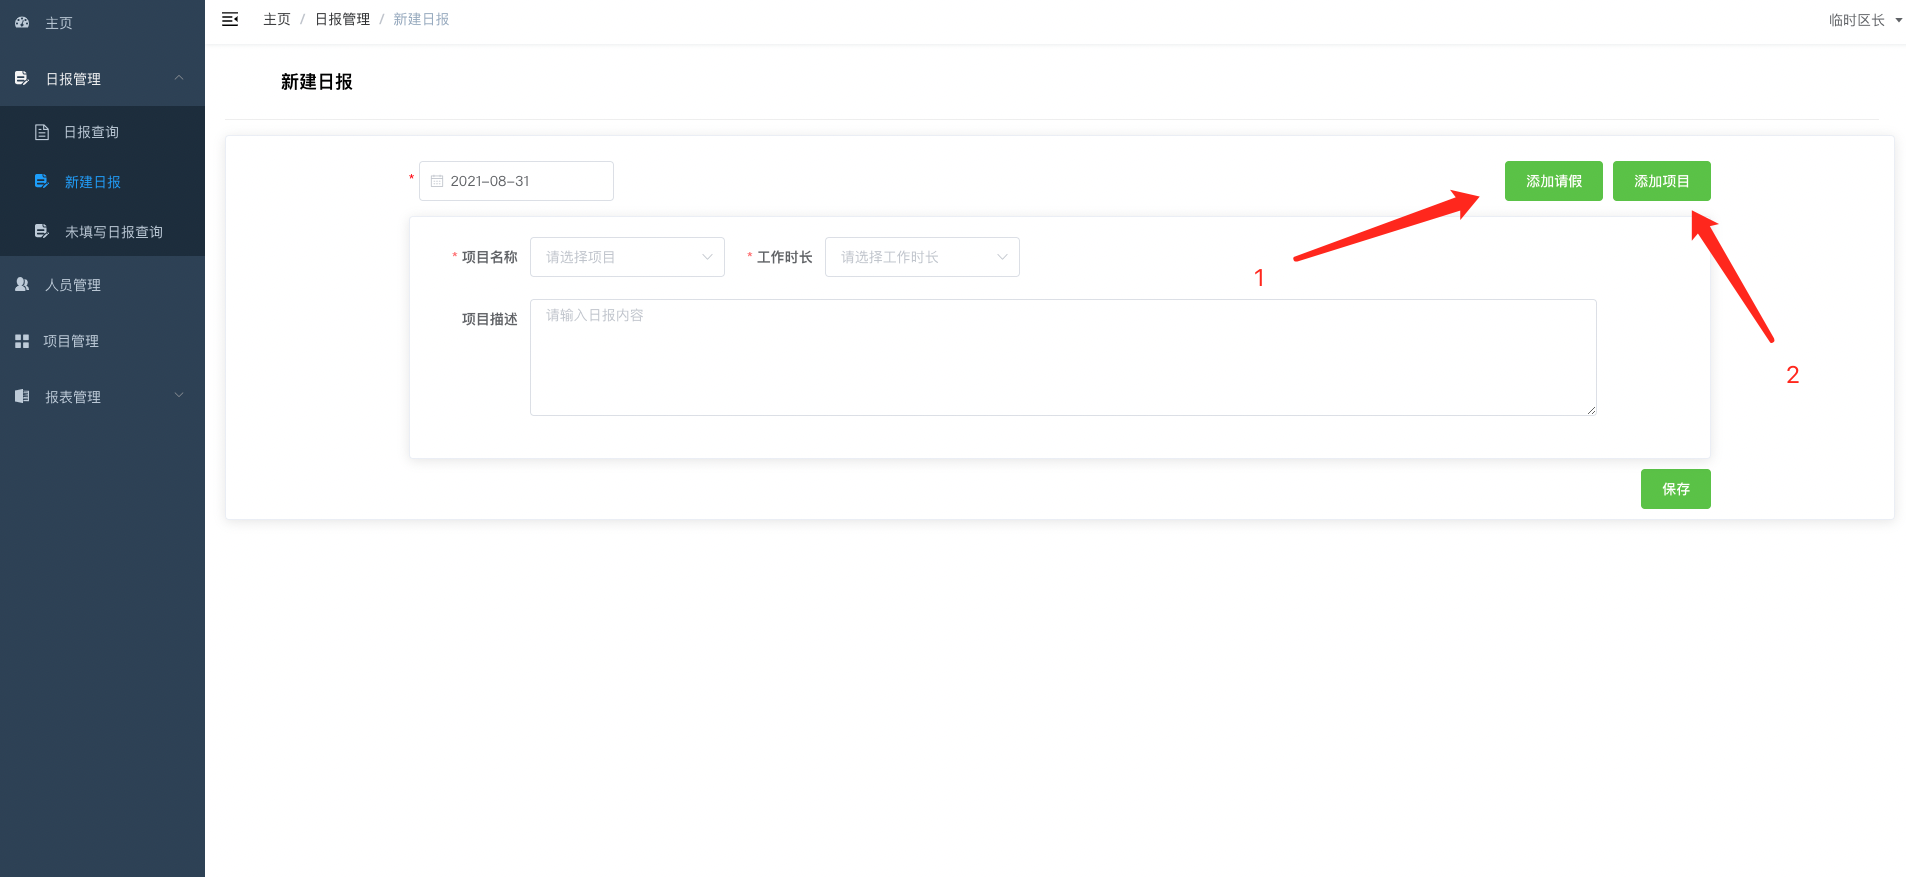 主页
日报管理
日报查询
新建日报
未填写日报查询
人员管理
项目管理
报表管理
主页 / 日报管理 / 新建日报
临时区长
新建日报
* 2021-08-31
添加请假
添加项目
* 项目名称 请选择项目
* 工作时长 请选择工作时长
1
项目描述 请输入日报内容
2
保存